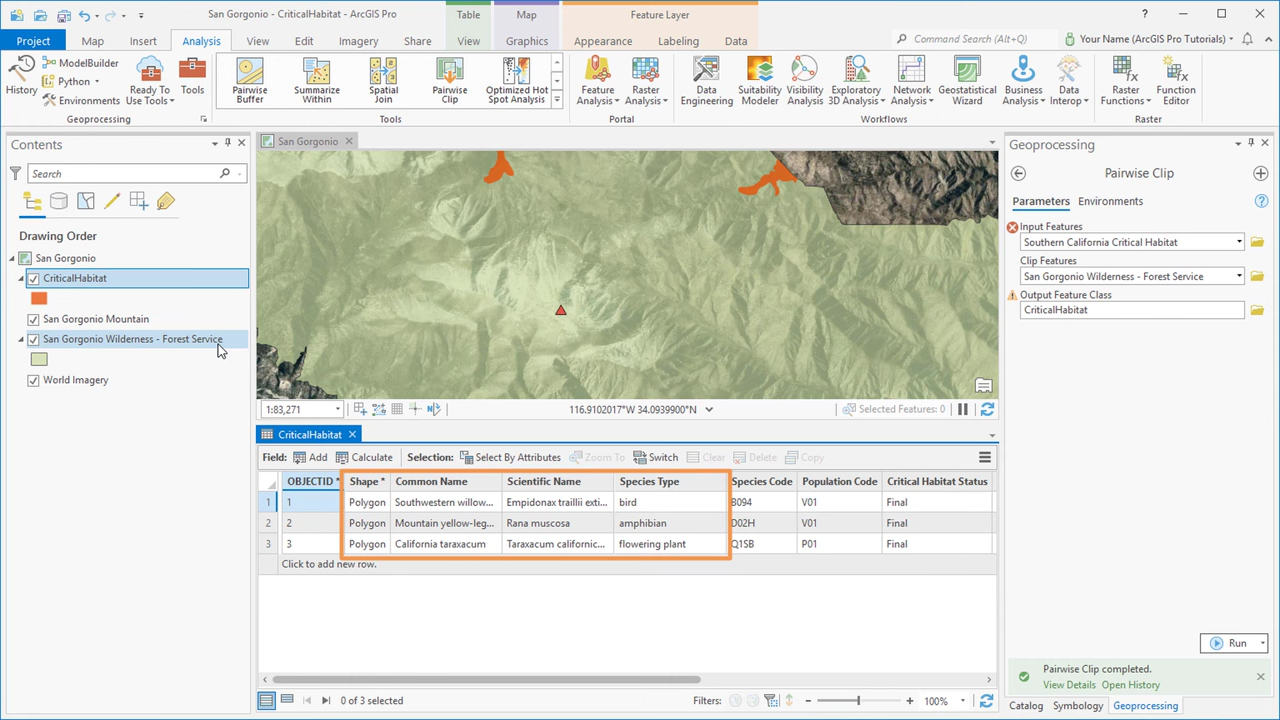 San Gorgonio - CriticalHabitat - ArcGIS Pro
Table
Map
Feature Layer
?
Project
Map
Insert
Analysis
View
Edit
Imagery
Share
View
Graphics
Appearance
Labeling
Data
Command Search (Alt+Q)
Your Name (ArcGIS Pro Tutorials)
History
ModelBuilder
Python
Environments
Ready To
Use Tools
Tools
Geoprocessing
Pairwise
Buffer
Summarize
Within
Spatial
Join
Pairwise
Clip
Optimized Hot
Spot Analysis
Tools
Feature
Analysis
Raster
Analysis
Portal
Data
Engineering
Suitability
Modeler
Visibility
Analysis
Exploratory
3D Analysis
Network
Analysis
Geostatistical
Wizard
Business
Analysis
Data
Interop
Workflows
Raster
Functions
Function
Editor
Raster
Contents
Search
Drawing Order
San Gorgonio
CriticalHabitat
San Gorgonio Mountain
San Gorgonio Wilderness - Forest Service
World Imagery
San Gorgonio
1:83,271
116.9102017°W 34.0939900°N
Selected Features: 0
CriticalHabitat
Field:
Add
Calculate
Selection:
Select By Attributes
Zoom To
Switch
Clear
Delete
Copy
OBJECTID * Shape * Common Name Scientific Name Species Type Species Code Population Code Critical Habitat Status
1 1 Polygon Southwestern willow... Empidonax traillii exti... bird B094 V01 Final
2 2 Polygon Mountain yellow-leg... Rana muscosa amphibian D02H V01 Final
3 3 Polygon California taraxacum Taraxacum californic... flowering plant Q1SB P01 Final
Click to add new row.
0 of 3 selected
Filters:
100%
Geoprocessing
Pairwise Clip
Parameters
Environments
Input Features
Southern California Critical Habitat
Clip Features
San Gorgonio Wilderness - Forest Service
Output Feature Class
CriticalHabitat
Run
Pairwise Clip completed.
View Details Open History
Catalog
Symbology
Geoprocessing